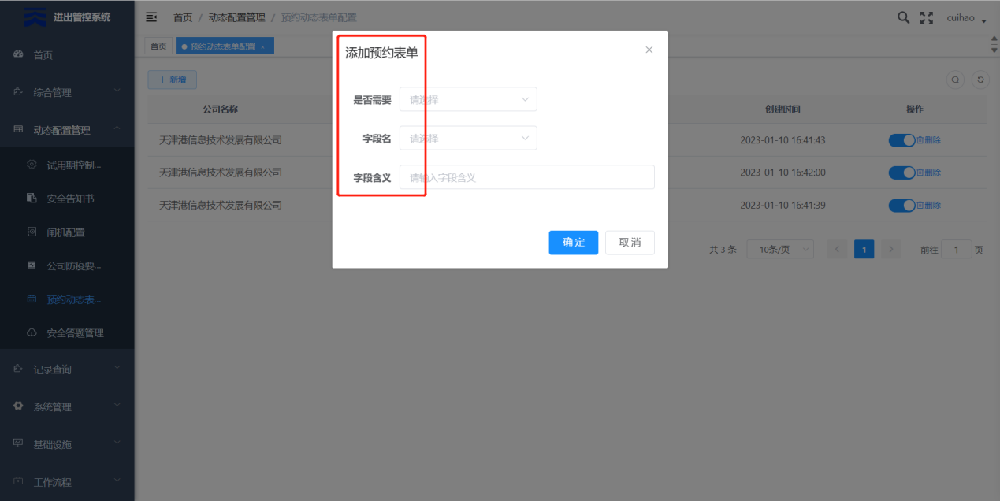 进出管控系统
首页 / 动态配置管理 / 预约动态表单配置
cuihao
首页
预约动态表单配置 ×
首页
综合管理
动态配置管理
试用期控制...
安全告知书
闸机配置
公司防疫要...
预约动态表...
安全答题管理
记录查询
系统管理
基础设施
工作流程
+ 新增
公司名称
创建时间
操作
天津港信息技术发展有限公司
2023-01-10 16:41:43
删除
天津港信息技术发展有限公司
2023-01-10 16:42:00
删除
天津港信息技术发展有限公司
2023-01-10 16:41:39
删除
共 3 条
10条/页
1
前往 1 页
添加预约表单
是否需要
请选择
字段名
请选择
字段含义
请输入字段含义
确 定
取 消